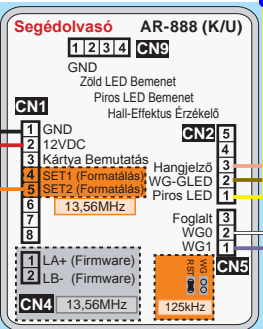 Segédolvasó AR-888 (K/U)
1 2 3 4 CN9
GND
Zöld LED Bemenet
Piros LED Bemenet
Hall-Effektus Érzékelő
CN1
1 GND
2 12VDC
3 Kártya Bemutatás
4 SET1 (Formatálás)
5 SET2 (Formatálás)
6 13,56MHz
7
8
CN2 5
4
Hangjelző 3
WG-GLED 2
Piros LED 1
Foglalt 3
WG0 2
WG1 1
CN5
1 LA+ (Firmware)
2 LB- (Firmware)
CN4 13,56MHz
WG
RST
125kHz